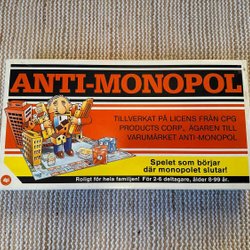 ANTI-MONOPOL
TILLVERKAT PÅ LICENS FRÅN CPG
PRODUCTS CORP., ÄGAREN TILL
VARUMÄRKET ANTI-MONOPOL
Spelet som börjar
där monopolet slutar!
Roligt för hela familjen! För 2-6 deltagare, ålder 8-99 år.